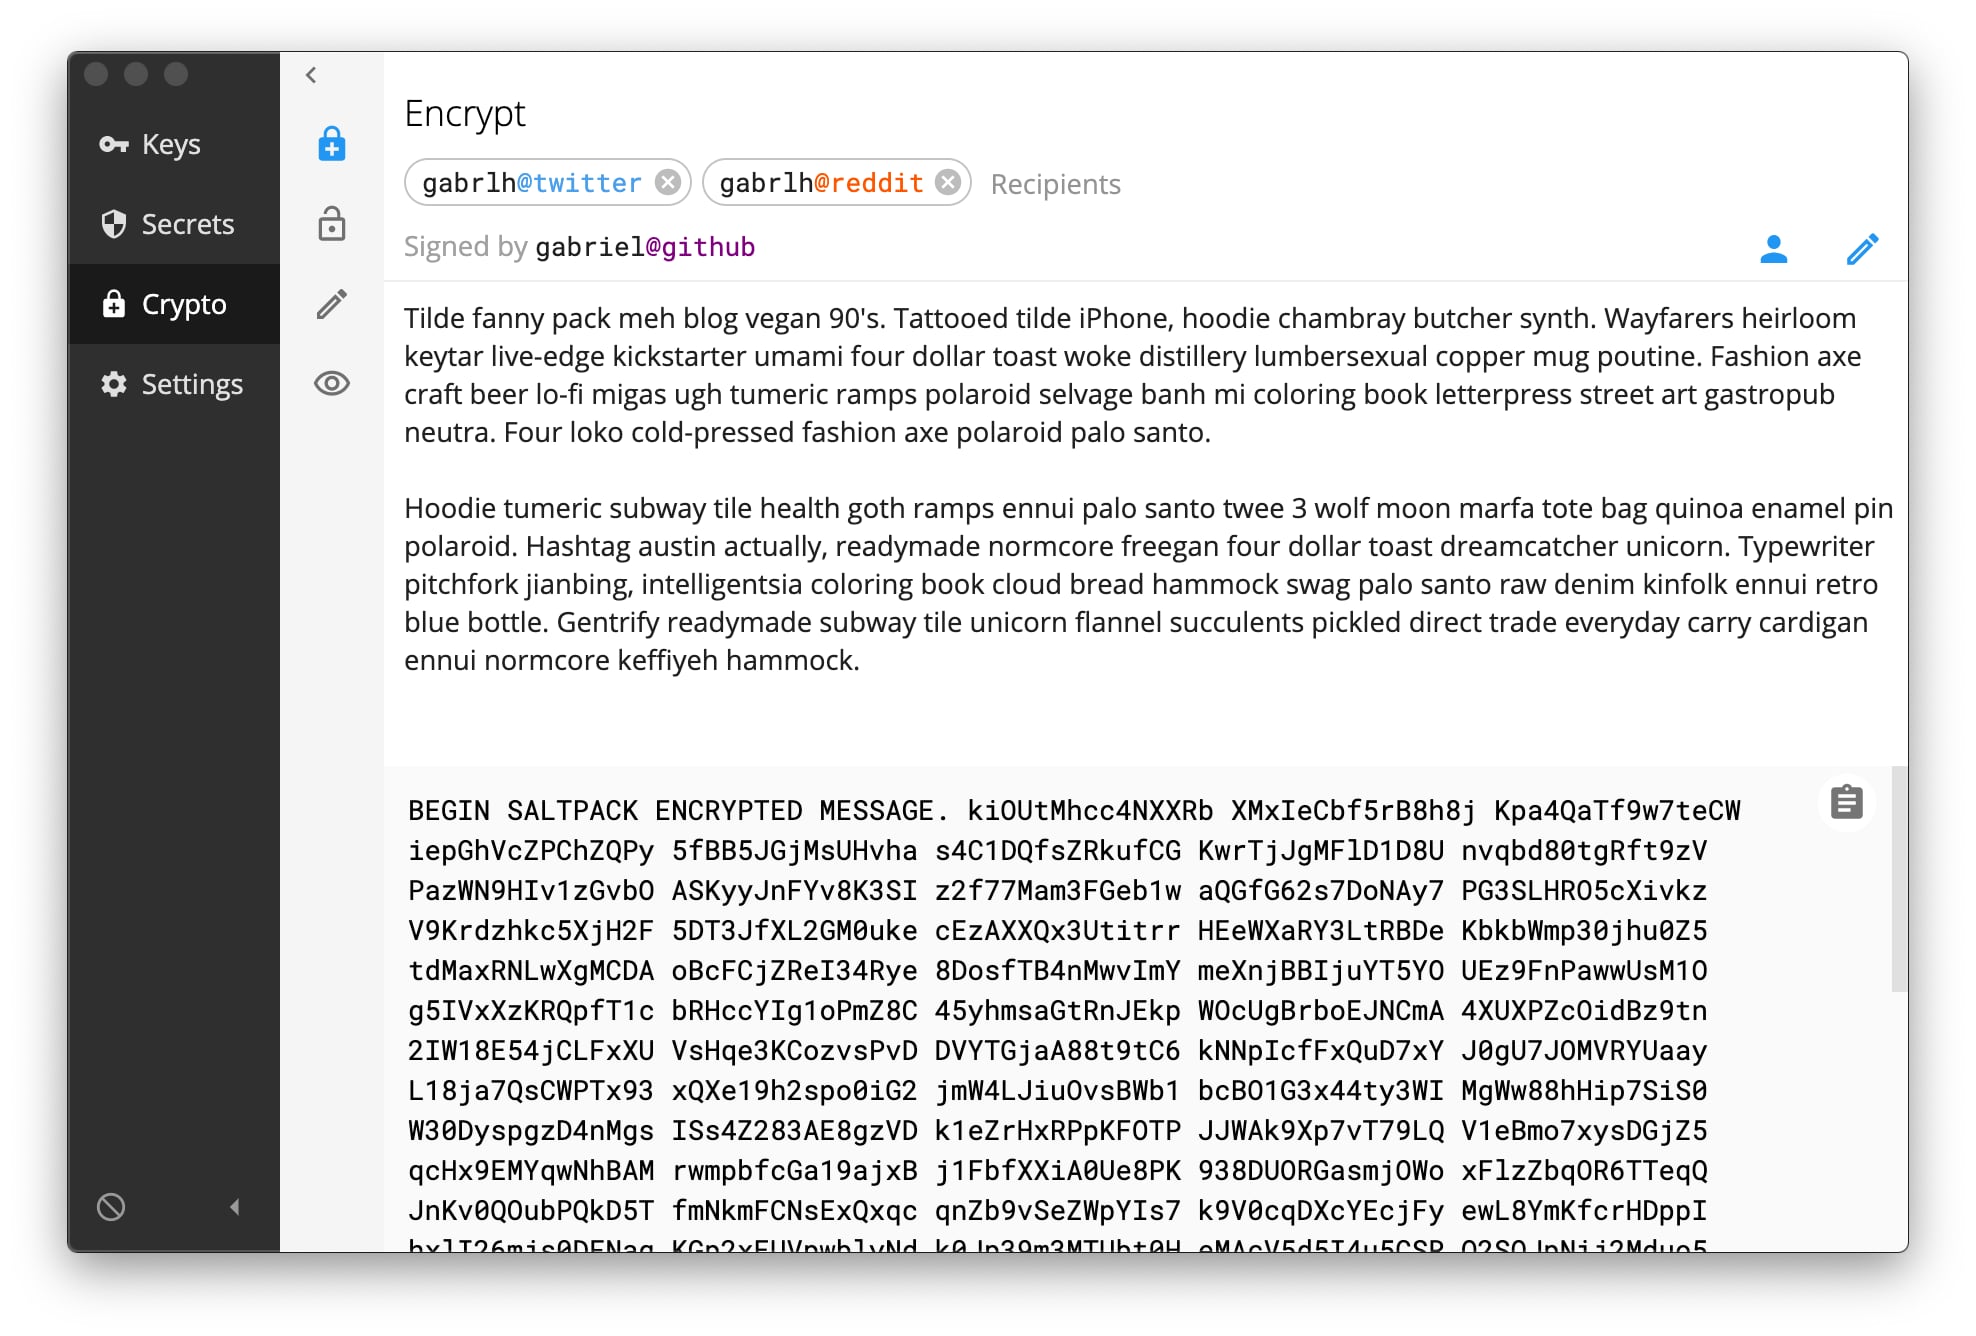 Keys
Secrets
Crypto
Settings
Encrypt
gabrlh@twitter gabrlh@reddit Recipients
Signed by gabriel@github
Tilde fanny pack meh blog vegan 90's. Tattooed tilde iPhone, hoodie chambray butcher synth. Wayfarers heirloom
keytar live-edge kickstarter umami four dollar toast woke distillery lumbersexual copper mug poutine. Fashion axe
craft beer lo-fi migas ugh tumeric ramps polaroid selvage banh mi coloring book letterpress street art gastropub
neutra. Four loko cold-pressed fashion axe polaroid palo santo.
Hoodie tumeric subway tile health goth ramps ennui palo santo twee 3 wolf moon marfa tote bag quinoa enamel pin
polaroid. Hashtag austin actually, readymade normcore freegan four dollar toast dreamcatcher unicorn. Typewriter
pitchfork jianbing, intelligentsia coloring book cloud bread hammock swag palo santo raw denim kinfolk ennui retro
blue bottle. Gentrify readymade subway tile unicorn flannel succulents pickled direct trade everyday carry cardigan
ennui normcore keffiyeh hammock.
BEGIN SALTPACK ENCRYPTED MESSAGE. kiOUtMhcc4NXXRb XMxIeCbf5rB8h8j Kpa4QaTf9w7teCW
iepGhVcZPChZQPy 5fBB5JGjMsUHvha s4C1DQfsZRkufCG KwrTjJgMFlD1D8U nvqbd80tgRft9zV
PazWN9HIv1zGvbO ASKyyJnFYv8K3SI z2f77Mam3FGeb1w aQGfG62s7DoNAy7 PG3SLHRO5cXivkz
V9Krdzhkc5XjH2F 5DT3JfXL2GM0uke cEzAXXQx3Utitrr HEeWXaRY3LtRBDe KbkbWmp30jhu0Z5
tdMaxRNLwXgMCDA oBcFCjZReI34Rye 8DosfTB4nMwvImY meXnjBBIjuYT5YO UEz9FnPawwUsM1O
g5IVxXzKRQpfT1c bRHccYIg1oPmZ8C 45yhmsaGtRnJEkp WOcUgBrboEJNCmA 4XUXPZcOidBz9tn
2IW18E54jCLFxXU VsHqe3KCozvsPvD DVYTGjaA88t9tC6 kNNpIcfFxQuD7xY J0gU7JOMVRYUaay
L18ja7QsCWPTx93 xQXe19h2spo0iG2 jmW4LJiuOvsBWb1 bcBO1G3x44ty3WI MgWw88hHip7SiS0
W30DyspgzD4nMgs ISs4Z283AE8gzVD k1eZrHxRPpKFOTP JJWAk9Xp7vT79LQ V1eBmo7xysDGjZ5
qcHx9EMYqwNhBAM rwmpbfcGa19ajxB j1FbfXXiA0Ue8PK 938DUORGasmjOWo xFlzZbqOR6TTeqQ
JnKv0QOubPQkD5T fmNkmFCNsExQxqc qnZb9vSeZWpYIs7 k9V0cqDXcYEcjFy ewL8YmKfcrHDppI